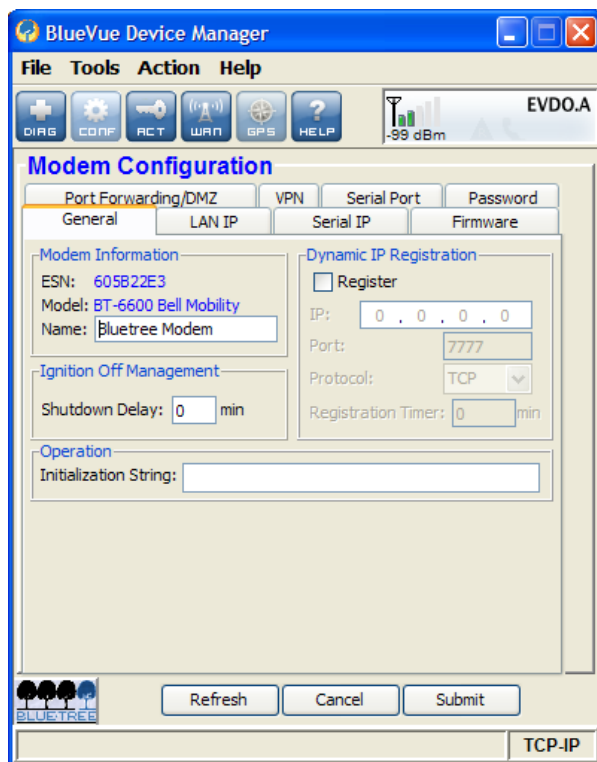 BlueVue Device Manager
File Tools Action Help
DIAG CONF ACT WAN GPS HELP -99 dBm EVDO.A
Modem Configuration
Port Forwarding/DMZ VPN Serial Port Password
General LAN IP Serial IP Firmware
Modem Information
ESN: 605B22E3
Model: BT-6600 Bell Mobility
Name: Bluetree Modem
Ignition Off Management
Shutdown Delay: 0 min
Dynamic IP Registration
Register
IP: 0 . 0 . 0 . 0
Port: 7777
Protocol: TCP
Registration Timer: 0 min
Operation
Initialization String:
BLUE TREE
Refresh Cancel Submit
TCP-IP